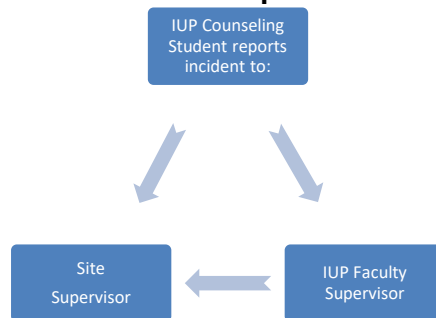 IUP Counseling
Student reports
incident to:
Site
Supervisor
IUP Faculty
Supervisor